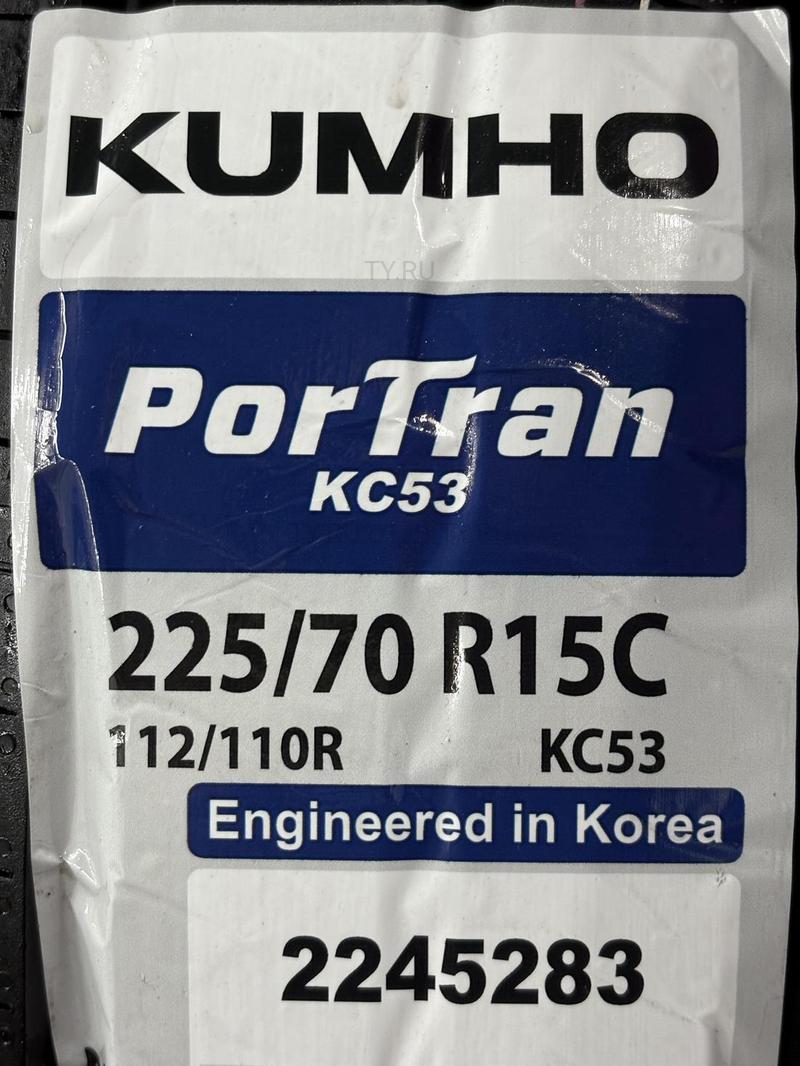 KUMHO
TY.RU
PorTran
KC53
225/70 R15C
112/110R KC53
Engineered in Korea
2245283